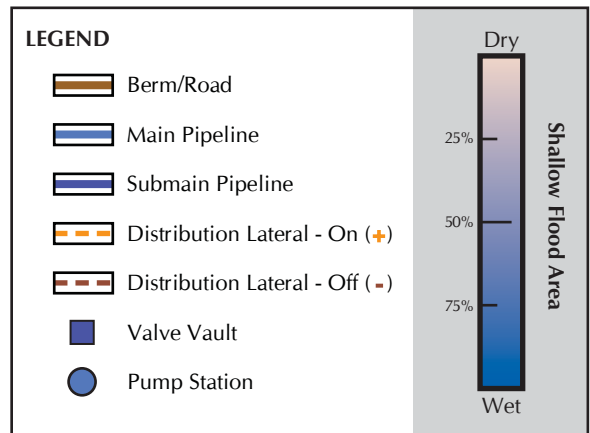 LEGEND
Berm/Road
Main Pipeline
Submain Pipeline
Distribution Lateral - On (+)
Distribution Lateral - Off (-)
Valve Vault
Pump Station
Dry
25%
50%
75%
Wet
Shallow Flood Area